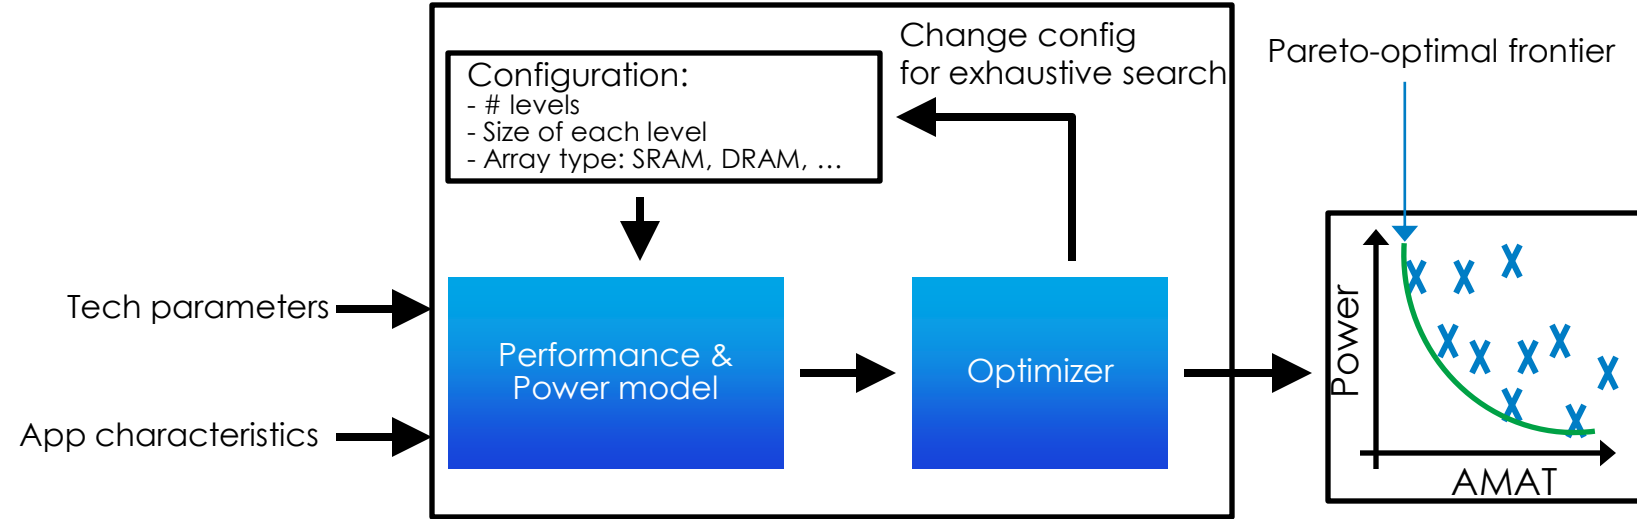 Change config
for exhaustive search
Pareto-optimal frontier
Configuration:
- # levels
- Size of each level
- Array type: SRAM, DRAM, ...
Tech parameters
App characteristics
Performance &
Power model
Optimizer
Power
AMAT